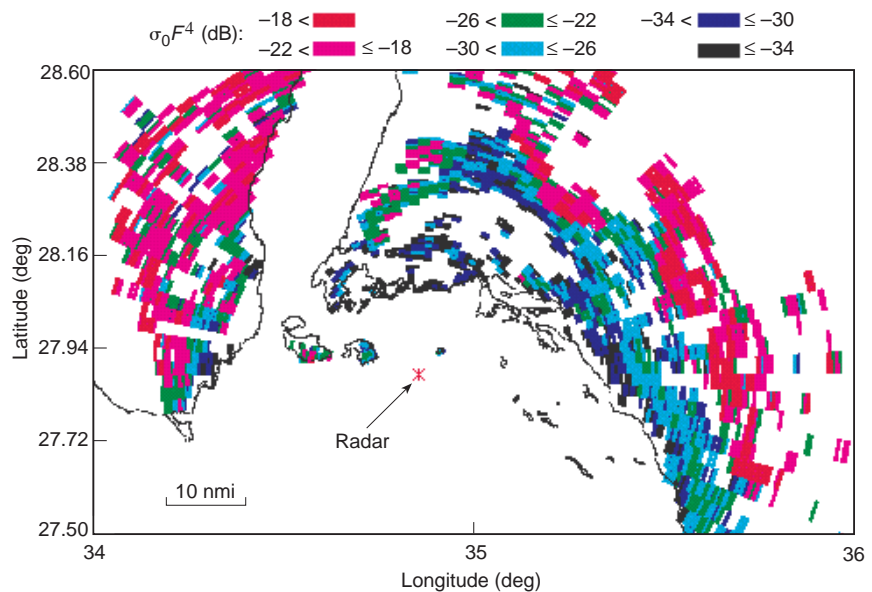 σ₀F⁴ (dB):
–18 <
–22 < ≤ –18
–26 < ≤ –22
–30 < ≤ –26
–34 < ≤ –30
≤ –34
28.60
28.38
28.16
27.94
27.72
27.50
Latitude (deg)
Radar
10 nmi
34
35
36
Longitude (deg)